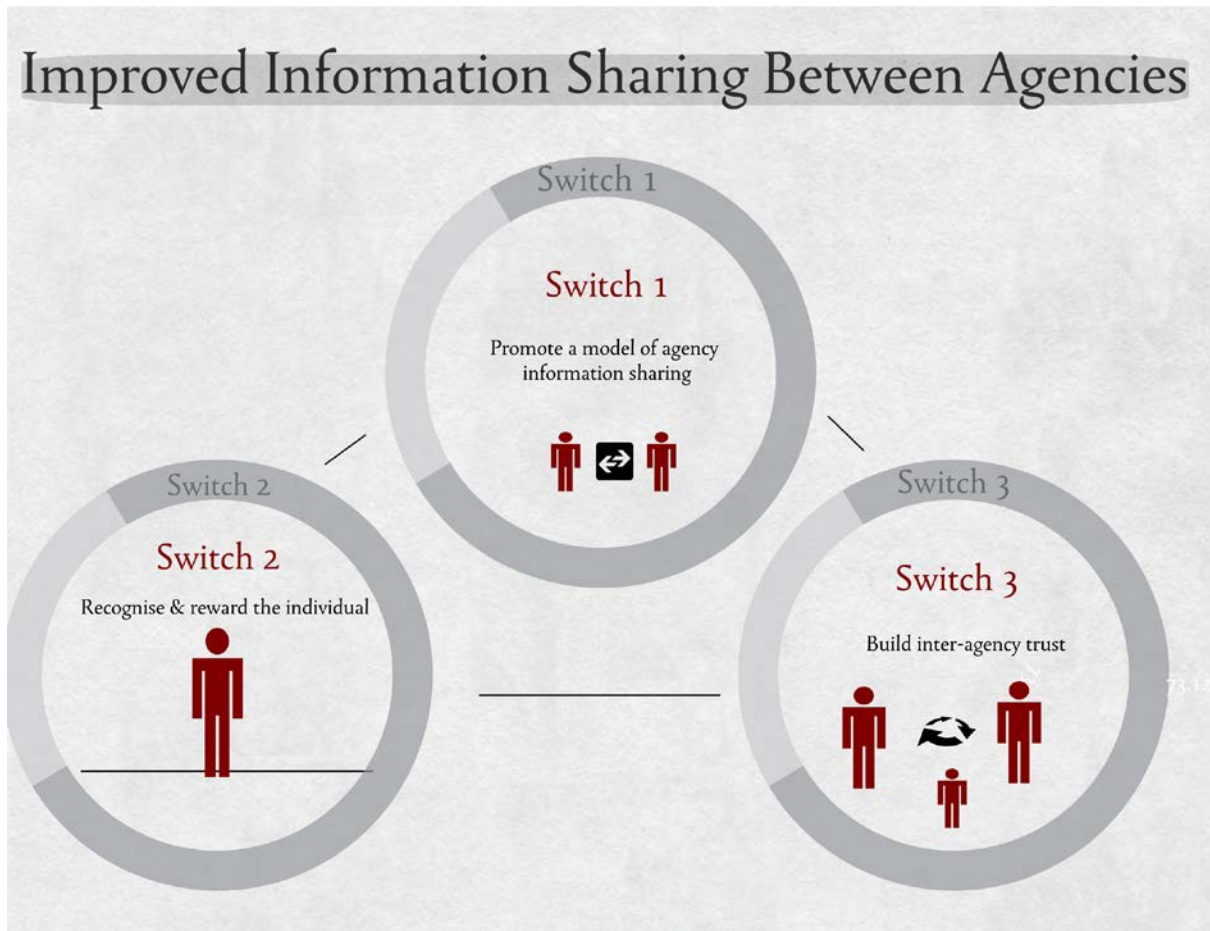 Improved Information Sharing Between Agencies
Switch 1
Switch 1
Promote a model of agency
information sharing
Switch 2
Switch 2
Recognise & reward the individual
Switch 3
Switch 3
Build inter-agency trust